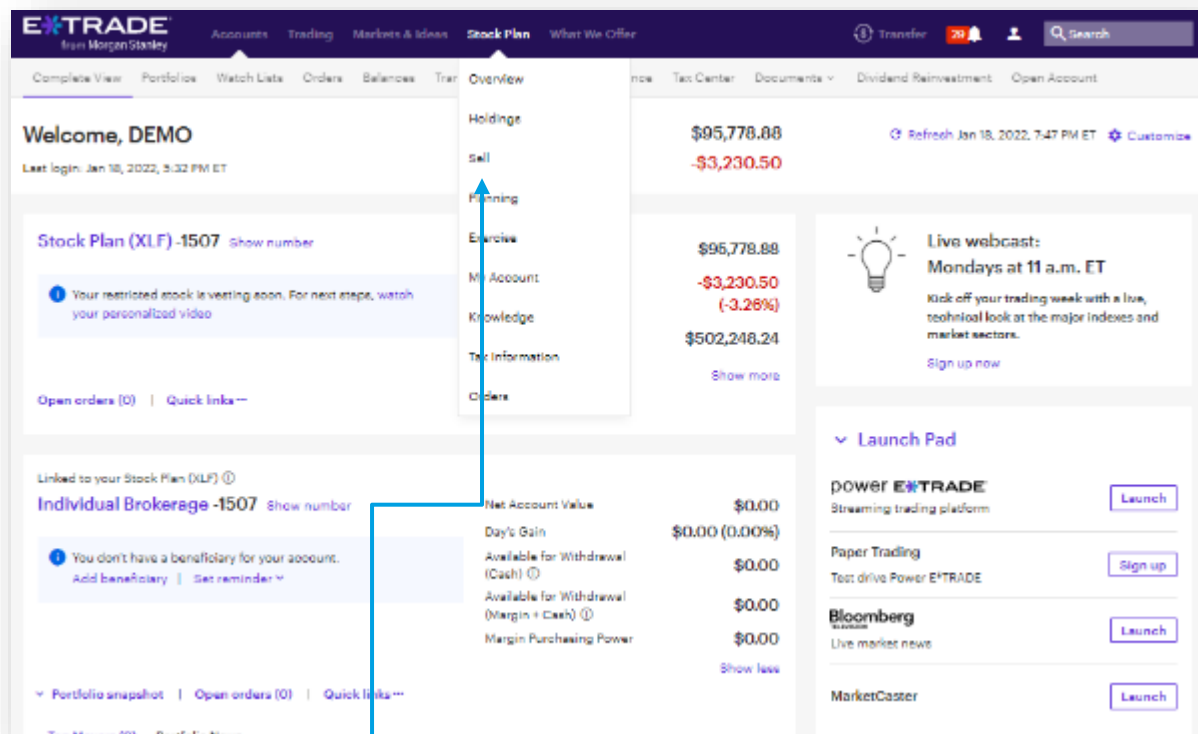 E*TRADE
from Morgan Stanley
Accounts Trading Markets & Ideas Stock Plan What We Offer
Transfer 29 Search
Complete View Portfolios Watch Lists Orders Balances Tran
nce Tax Center Documents Dividend Reinvestment Open Account
Overview
Holdings
Sell
Planning
Exercise
My Account
Knowledge
Tax Information
Orders
Welcome, DEMO
Last login: Jan 18, 2022, 5:32 PM ET
$95,778.88
-$3,230.50
Refresh Jan 18, 2022, 7:47 PM ET Customize
Stock Plan (XLF) -1507 Show number
Your restricted stock is vesting soon. For next steps, watch
your personalized video
Open orders (0) | Quick links
$95,778.88
-$3,230.50
(-3.26%)
$502,248.24
Show more
Live webcast:
Mondays at 11 a.m. ET
Kick off your trading week with a live,
technical look at the major indexes and
market sectors.
Sign up now
Linked to your Stock Plan (XLF)
Individual Brokerage -1507 Show number
You don't have a beneficiary for your account.
Add beneficiary | Set reminder
Net Account Value $0.00
Day's Gain $0.00 (0.00%)
Available for Withdrawal
(Cash) $0.00
Available for Withdrawal
(Margin + Cash) $0.00
Margin Purchasing Power $0.00
Show less
Portfolio snapshot | Open orders (0) | Quick links
Launch Pad
power E*TRADE
Streaming trading platform
Launch
Paper Trading
Test drive Power E*TRADE
Sign up
Bloomberg
Live market news
Launch
MarketCaster
Launch